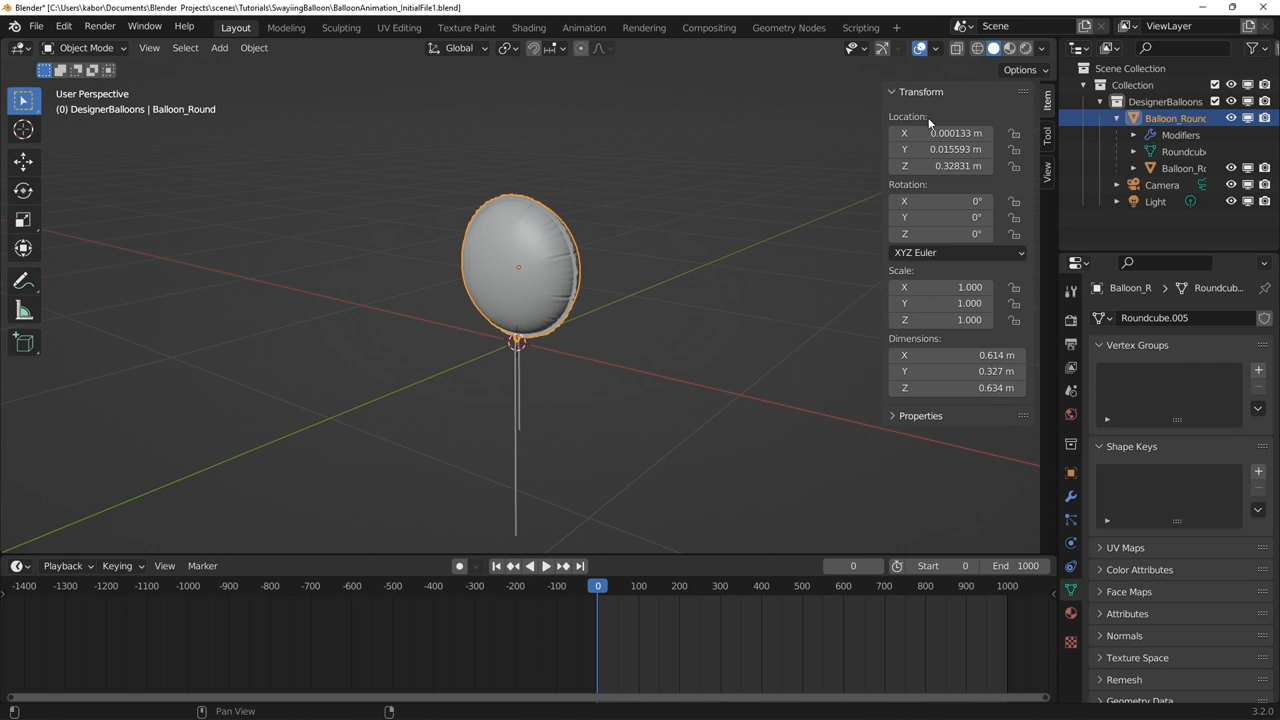 Blender* [C:\Users\kabor\Documents\Blender Projects\scenes\Tutorials\SwayiingBalloon\BalloonAnimation_InitialFile1.blend]
File Edit Render Window Help Layout Modeling Sculpting UV Editing Texture Paint Shading Animation Rendering Compositing Geometry Nodes Scripting + Scene ViewLayer
Object Mode View Select Add Object Global
Options
User Perspective
(0) DesignerBalloons | Balloon_Round
Transform
Location:
X 0.000133 m
Y 0.015593 m
Z 0.32831 m
Rotation:
X 0°
Y 0°
Z 0°
XYZ Euler
Scale:
X 1.000
Y 1.000
Z 1.000
Dimensions:
X 0.614 m
Y 0.327 m
Z 0.634 m
Properties
Item
Tool
View
Scene Collection
Collection
DesignerBalloons
Balloon_Round
Modifiers
Roundcub
Balloon_Ro
Camera
Light
Balloon_R > Roundcub...
Roundcube.005
Vertex Groups
Shape Keys
UV Maps
Color Attributes
Face Maps
Attributes
Normals
Texture Space
Remesh
Geometry Data
Playback Keying View Marker 0 Start 0 End 1000
-1400 -1300 -1200 -1100 -1000 -900 -800 -700 -600 -500 -400 -300 -200 -100 0 100 200 300 400 500 600 700 800 900 1000
Pan View
3.2.0